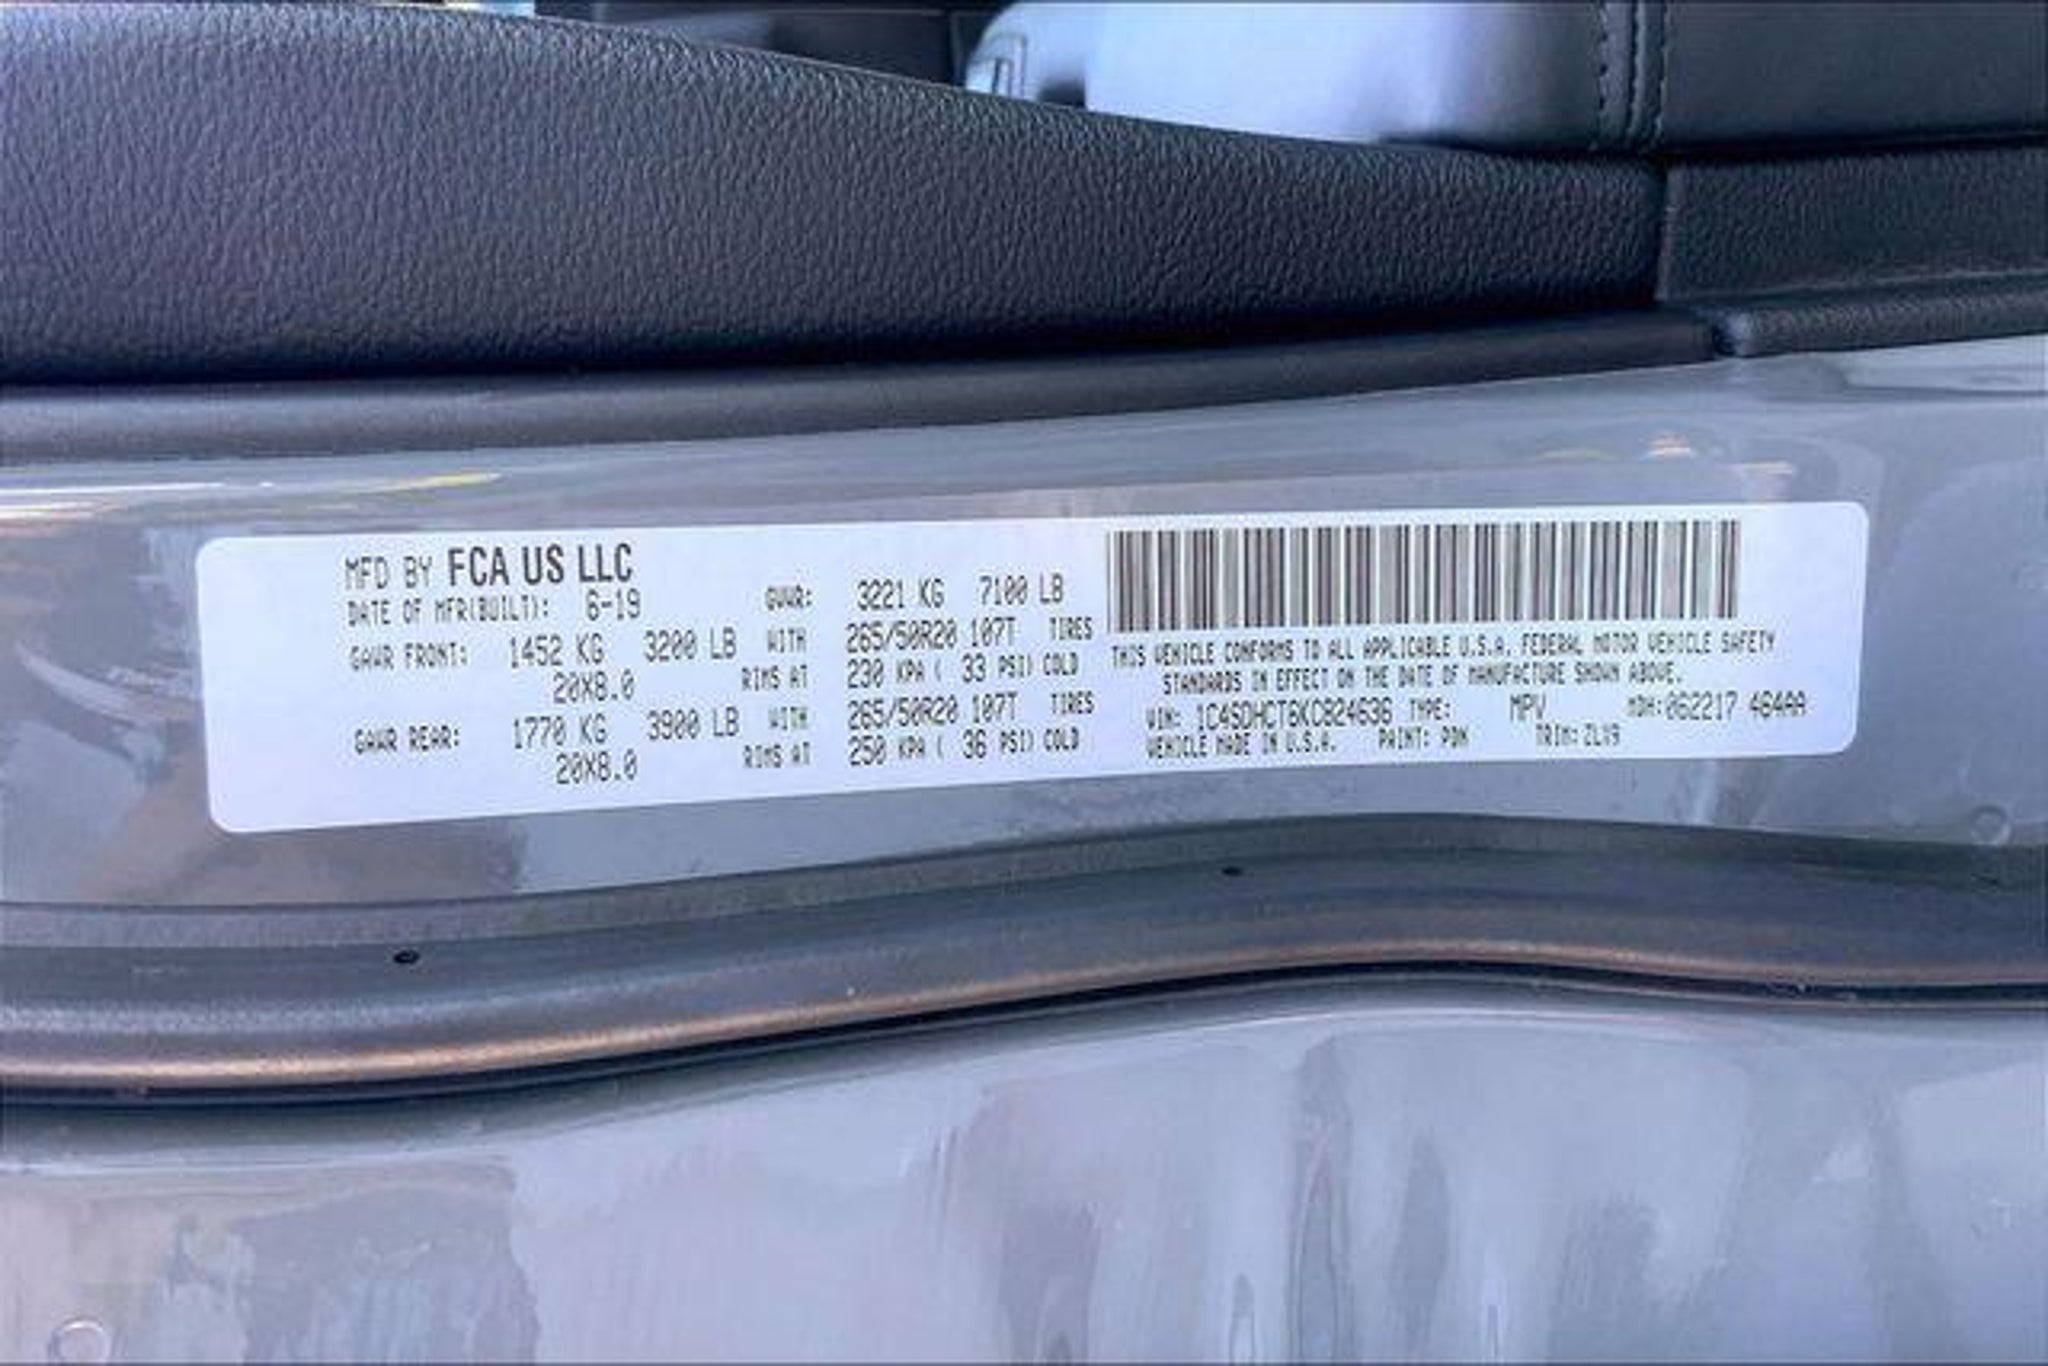 MFD BY FCA US LLC
DATE OF MFR(BUILT): 6-19 GVWR: 3221 KG 7100 LB
GAWR FRONT: 1452 KG 3200 LB WITH 265/50R20 107T TIRES
20X8.0 RIMS AT 230 KPA ( 33 PSI) COLD
GAWR REAR: 1770 KG 3900 LB WITH 265/50R20 107T TIRES
20X8.0 RIMS AT 250 KPA ( 36 PSI) COLD
THIS VEHICLE CONFORMS TO ALL APPLICABLE U.S.A. FEDERAL MOTOR VEHICLE SAFETY
STANDARDS IN EFFECT ON THE DATE OF MANUFACTURE SHOWN ABOVE.
VIN: 1C4SDHCT6KC824636 TYPE: MPV MDH: 062217 464AA
VEHICLE MADE IN U.S.A. PAINT: PDN TRIM: ZLX9